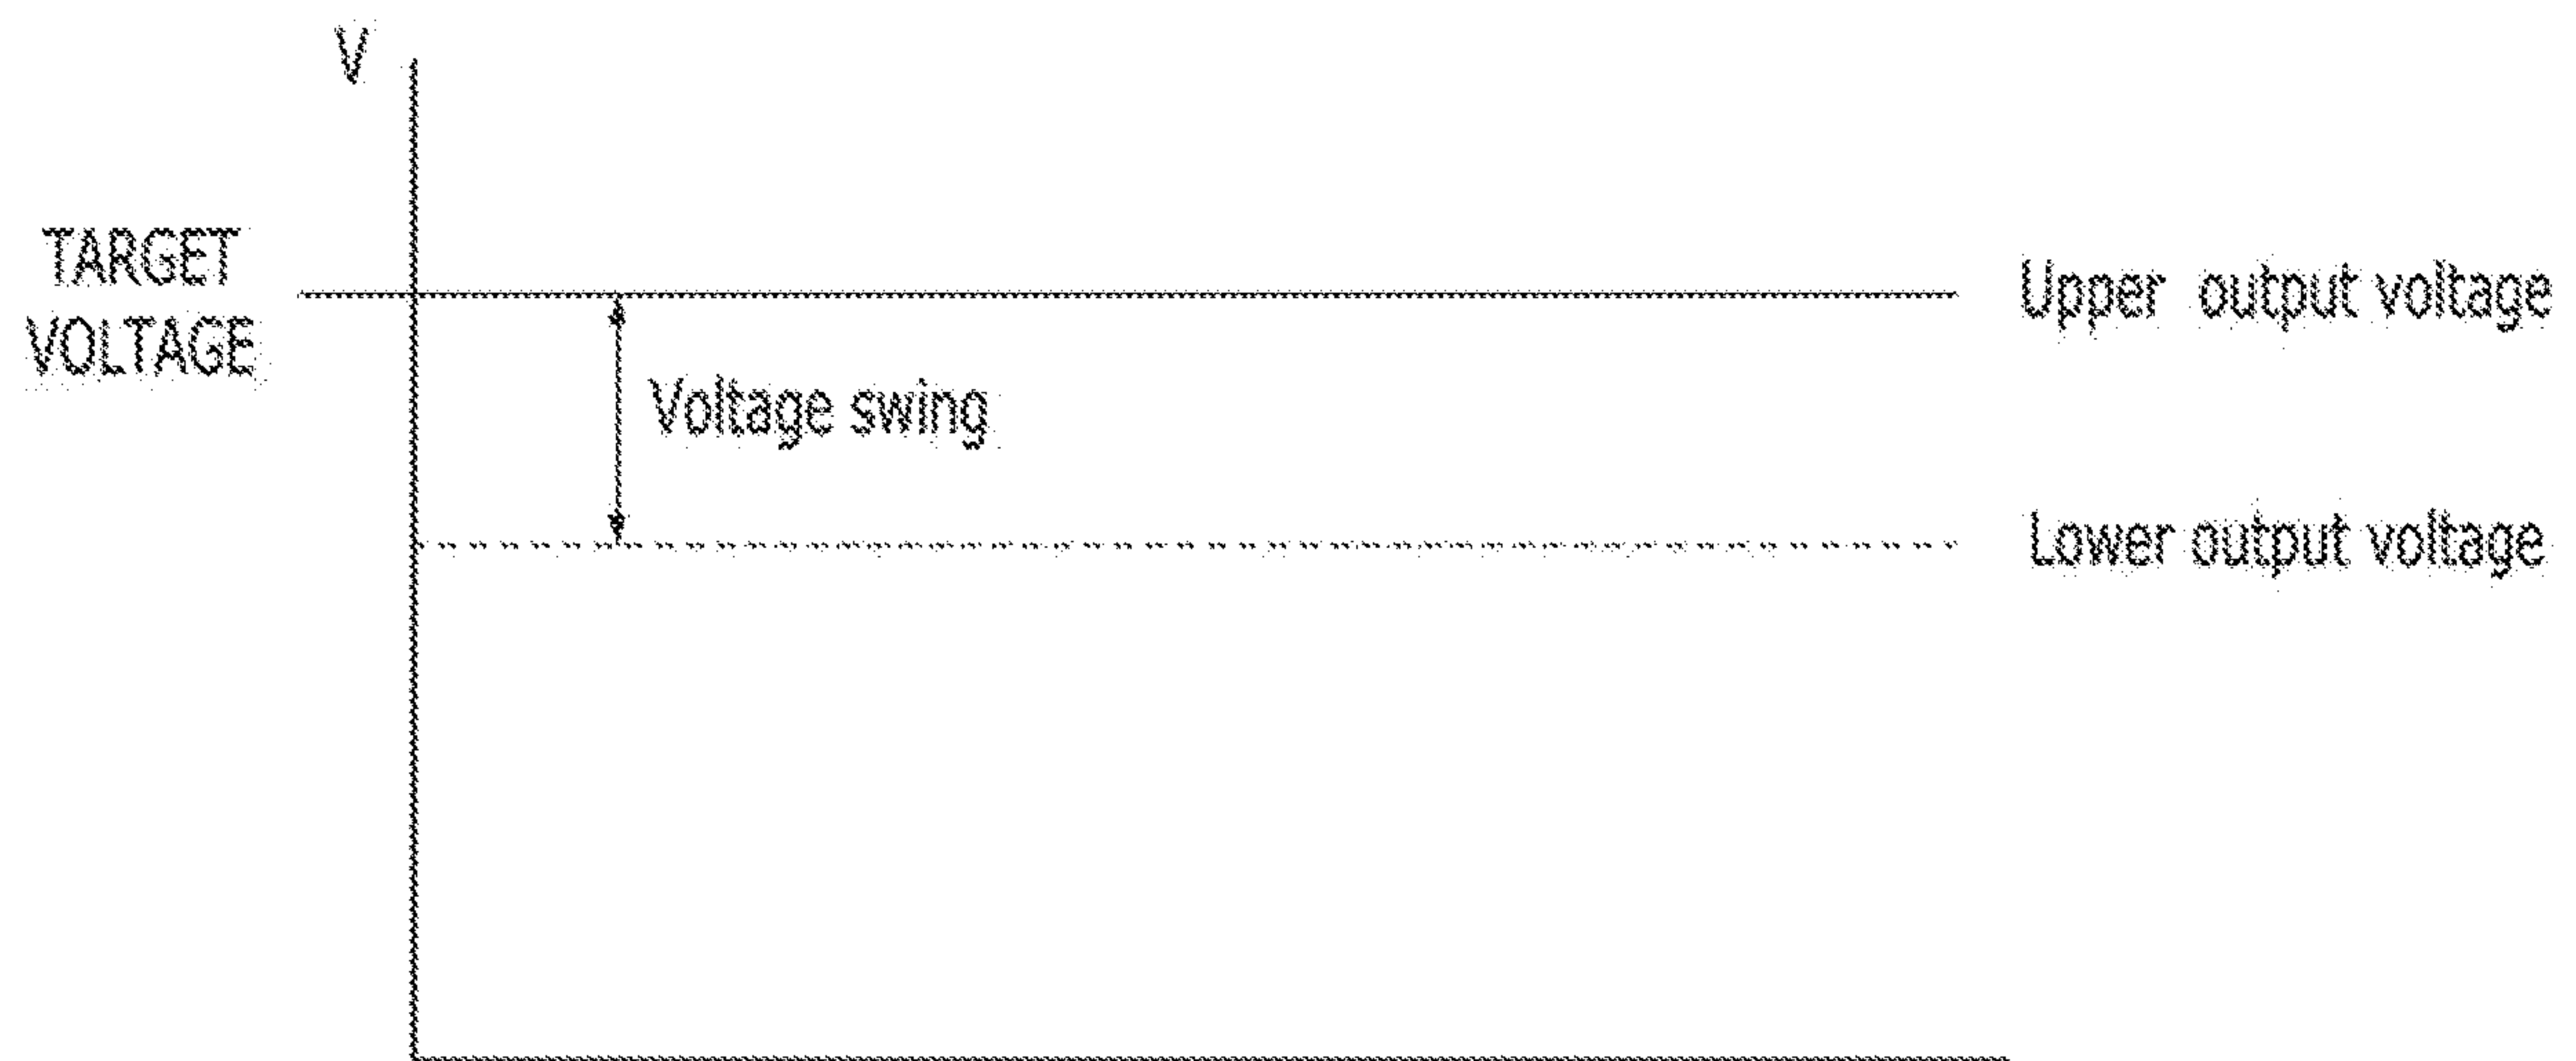 V
TARGET
VOLTAGE
Upper output voltage
Voltage swing
Lower output voltage